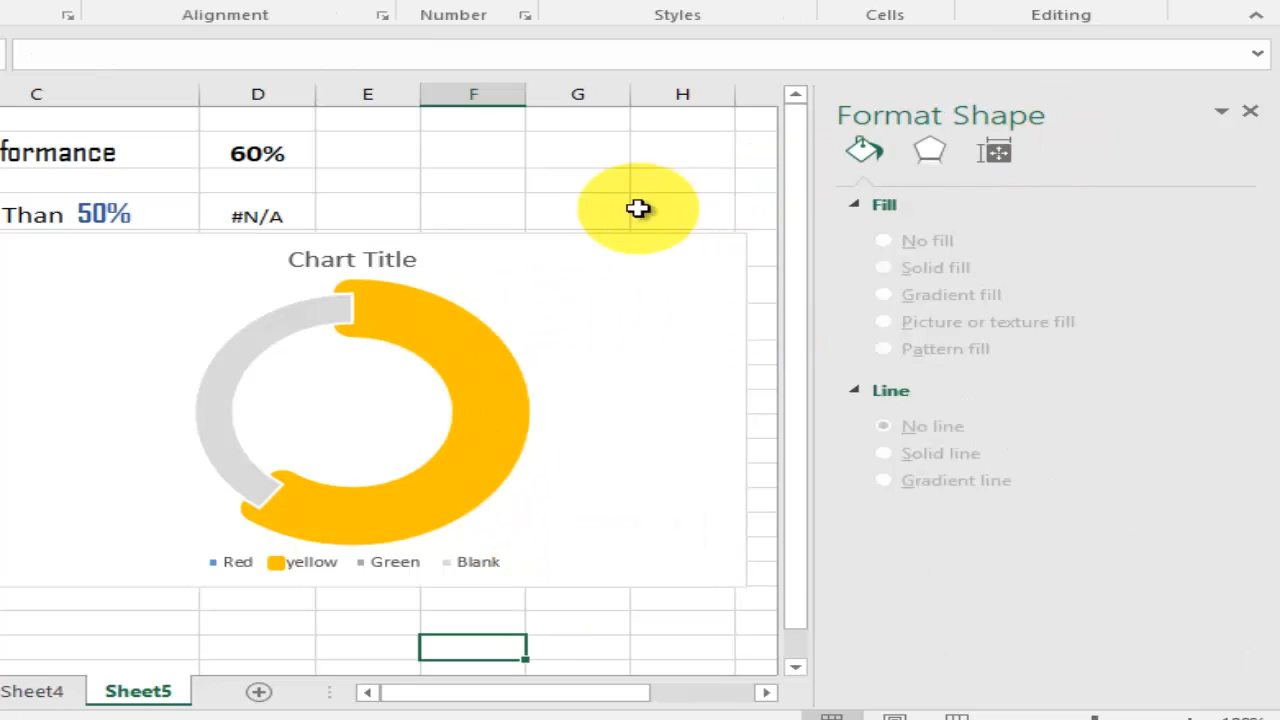 Alignment Number Styles Cells Editing
C D E F G H
formance 60%
Than 50% #N/A
Chart Title
Red yellow Green Blank
Sheet4 Sheet5
Format Shape
Fill
No fill
Solid fill
Gradient fill
Picture or texture fill
Pattern fill
Line
No line
Solid line
Gradient line